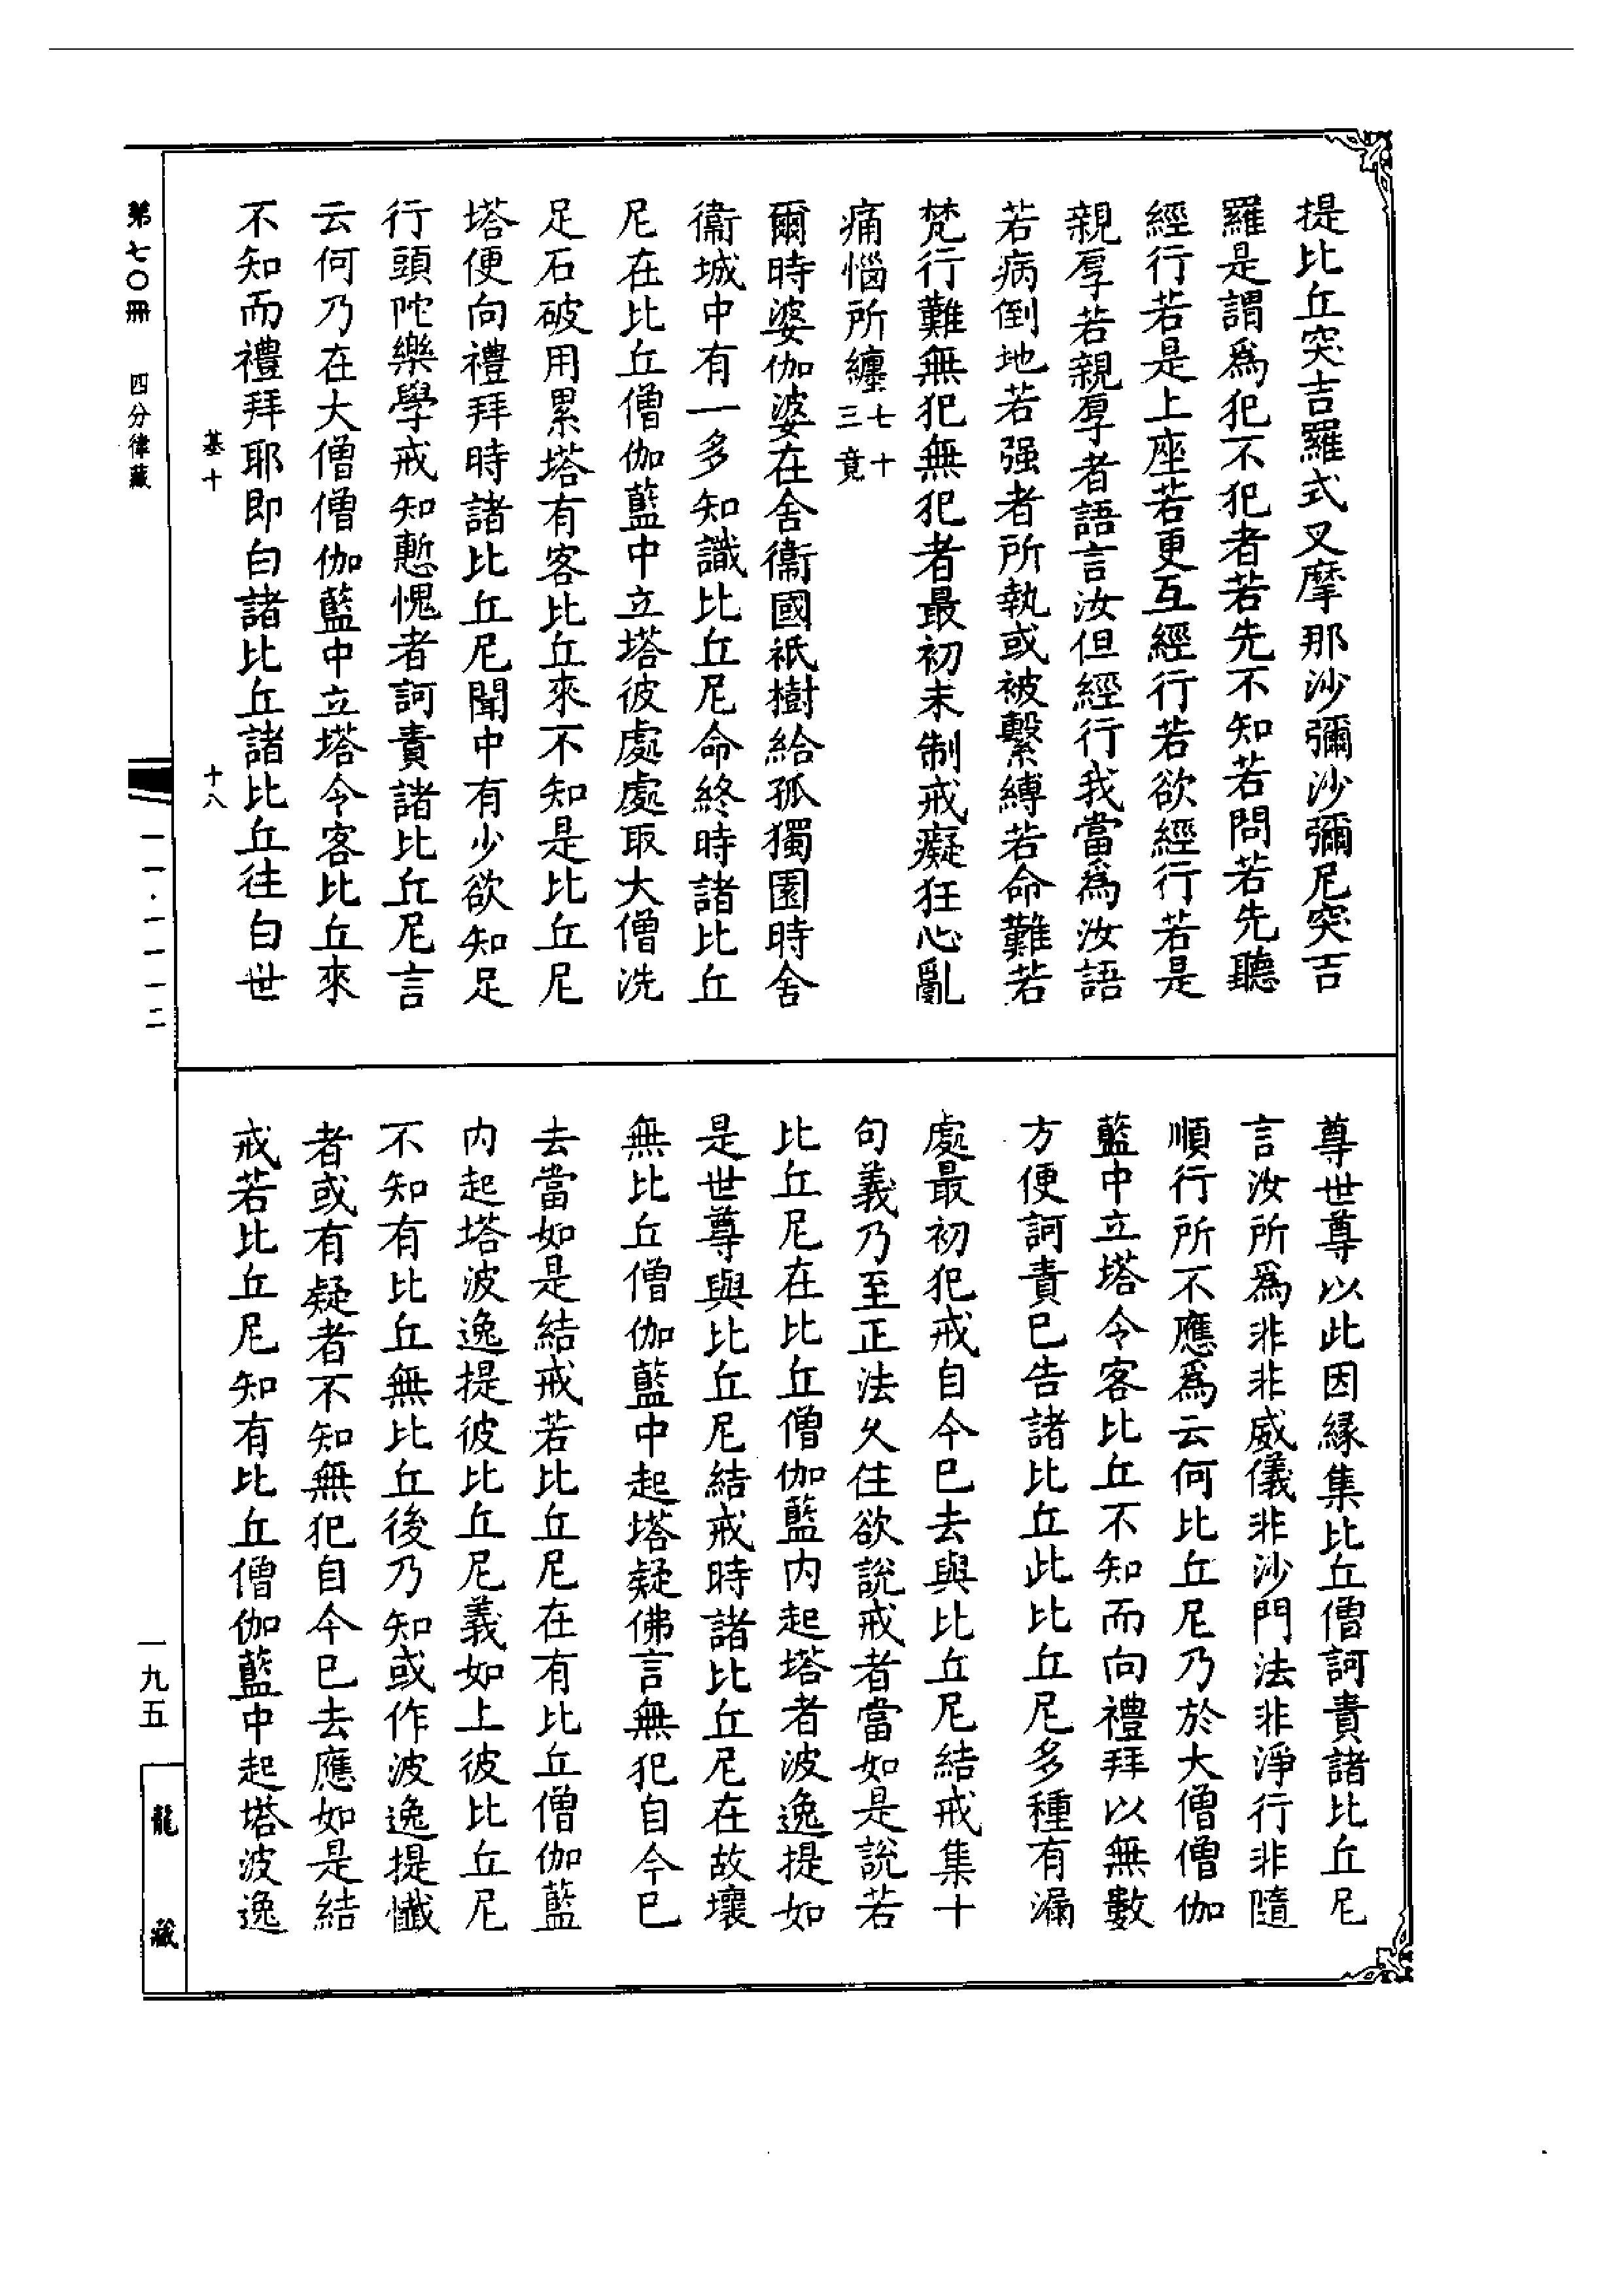 提比丘突吉羅式叉摩那沙彌沙彌尼突吉
羅是謂爲犯不犯者若先不知若問若先聽
經行若是上座若更互經行若欲經行若是
親厚若親厚者語言汝但經行我當爲汝語
若病倒地若强者所執或被繫縛若命難若
梵行難無犯無犯者最初未制戒癡狂心亂
痛惱所纏七十三竟
爾時婆伽婆在舍衞國祇樹給孤獨園時舍
衞城中有一多知識比丘尼命終時諸比丘
尼在比丘僧伽藍中立塔彼處處取大僧洗
足石破用累塔有客比丘來不知是比丘尼
塔便向禮拜時諸比丘尼聞中有少欲知足
行頭陀樂學戒知慙愧者訶責諸比丘尼言
云何乃在大僧僧伽藍中立塔令客比丘來
不知而禮拜耶即白諸比丘諸比丘往白世
基十 十八
第七〇冊 四分律藏 一一·一一一二
尊世尊以此因緣集比丘僧訶責諸比丘尼
言汝所爲非非威儀非沙門法非淨行非隨
順行所不應爲云何比丘尼乃於大僧僧伽
藍中立塔令客比丘不知而向禮拜以無數
方便訶責已告諸比丘此比丘尼多種有漏
處最初犯戒自今已去與比丘尼結戒集十
句義乃至正法久住欲說戒者當如是說若
比丘尼在比丘僧伽藍内起塔者波逸提如
是世尊與比丘尼結戒時諸比丘尼在故壞
無比丘僧伽藍中起塔疑佛言無犯自今已
去當如是結戒若比丘尼在有比丘僧伽藍
内起塔波逸提彼比丘尼義如上彼比丘尼
不知有比丘無比丘後乃知或作波逸提懺
者或有疑者不知無犯自今已去應如是結
戒若比丘尼知有比丘僧伽藍中起塔波逸
一九五
龍藏